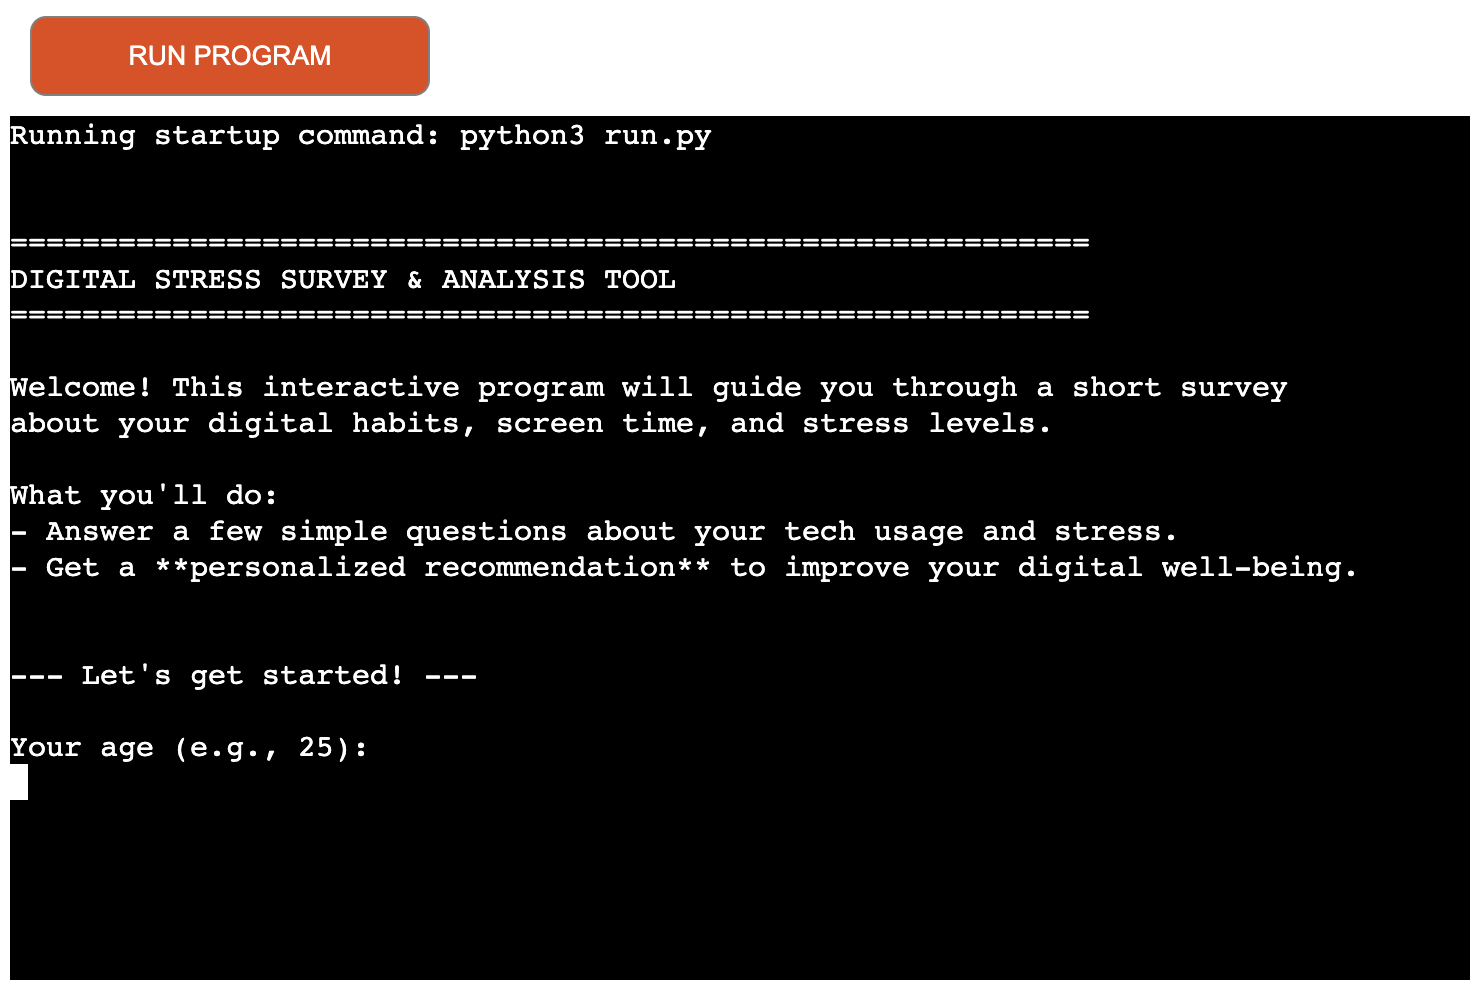 RUN PROGRAM
Running startup command: python3 run.py
============================================================
DIGITAL STRESS SURVEY & ANALYSIS TOOL
============================================================
Welcome! This interactive program will guide you through a short survey
about your digital habits, screen time, and stress levels.
What you'll do:
- Answer a few simple questions about your tech usage and stress.
- Get a **personalized recommendation** to improve your digital well-being.
--- Let's get started! ---
Your age (e.g., 25):